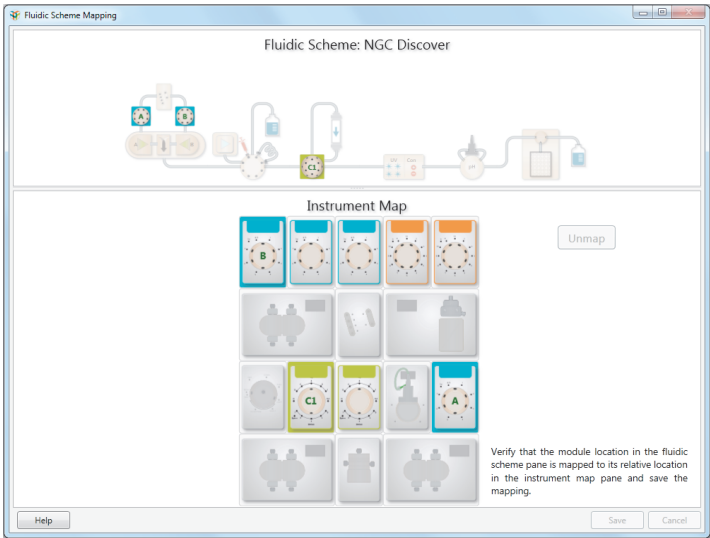 Fluidic Scheme Mapping
Fluidic Scheme: NGC Discover
A
B
C1
pH
Instrument Map
B
Unmap
C1
A
Verify that the module location in the fluidic
scheme pane is mapped to its relative location
in the instrument map pane and save the
mapping.
Help
Save
Cancel